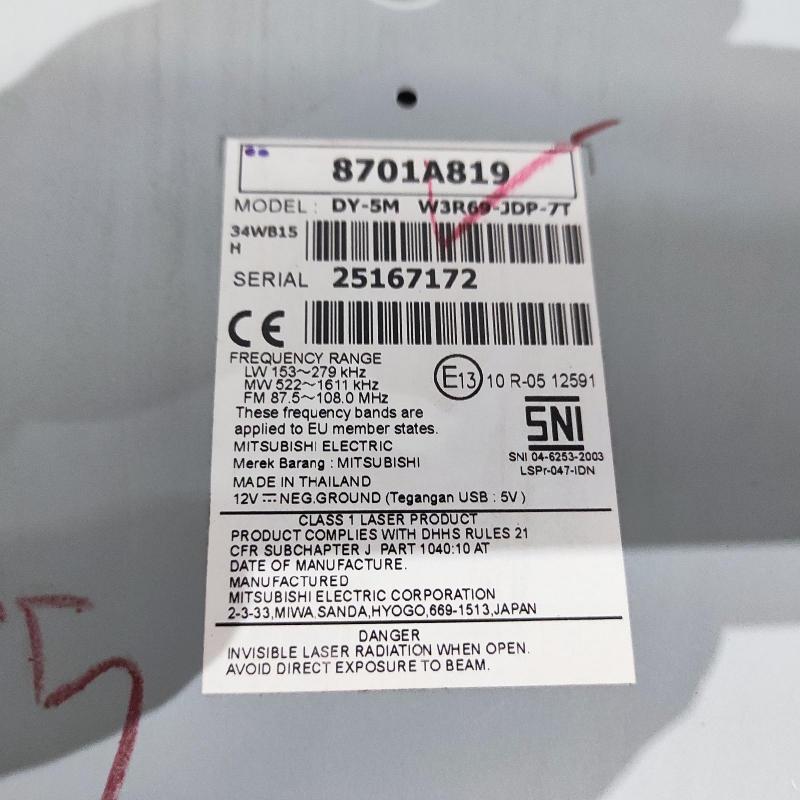 8701A819
MODEL : DY-5M W3R69-JDP-7T
34WB15
H
SERIAL 25167172
CE
FREQUENCY RANGE
LW 153~279 kHz
MW 522~1611 kHz
FM 87.5~108.0 MHz
E13 10 R-05 12591
These frequency bands are
applied to EU member states.
SNI
MITSUBISHI ELECTRIC
SNI 04-6253-2003
Merek Barang : MITSUBISHI
LSPr-047-IDN
MADE IN THAILAND
12V ⎓ NEG.GROUND (Tegangan USB : 5V )
CLASS 1 LASER PRODUCT
PRODUCT COMPLIES WITH DHHS RULES 21
CFR SUBCHAPTER J PART 1040:10 AT
DATE OF MANUFACTURE.
MANUFACTURED
MITSUBISHI ELECTRIC CORPORATION
2-3-33,MIWA,SANDA,HYOGO,669-1513,JAPAN
DANGER
INVISIBLE LASER RADIATION WHEN OPEN.
AVOID DIRECT EXPOSURE TO BEAM.